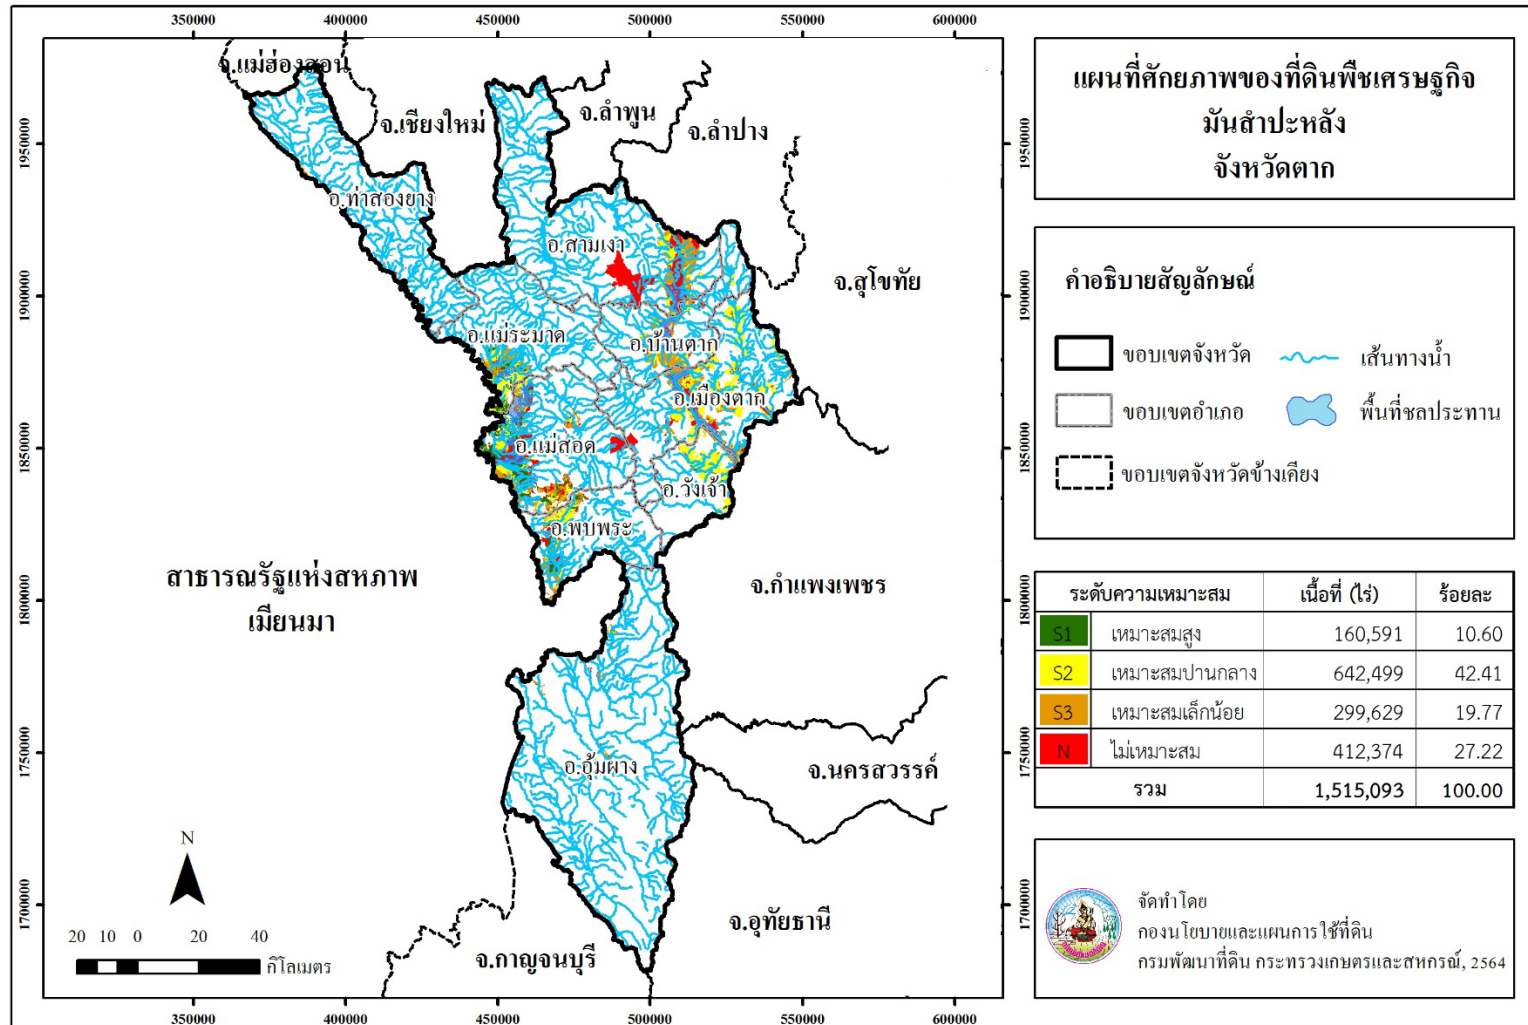 350000 400000 450000 500000 550000 600000
จ.แม่ฮ่องสอน
จ.เชียงใหม่
จ.ลำพูน
จ.ลำปาง
จ.สุโขทัย
อ.ท่าสองยาง
อ.สามเงา
อ.แม่ระมาด
อ.บ้านตาก
อ.เมืองตาก
อ.แม่สอด
อ.วังเจ้า
อ.พบพระ
สาธารณรัฐแห่งสหภาพ
เมียนมา
จ.กำแพงเพชร
อ.อุ้มผาง
จ.นครสวรรค์
จ.อุทัยธานี
จ.กาญจนบุรี
N
20 10 0 20 40
กิโลเมตร
1950000
1900000
1850000
1800000
1750000
1700000
1950000
1900000
1850000
1800000
1750000
1700000
350000 400000 450000 500000 550000 600000
แผนที่ศักยภาพของที่ดินพืชเศรษฐกิจ
มันสำปะหลัง
จังหวัดตาก
คำอธิบายสัญลักษณ์
ขอบเขตจังหวัด เส้นทางน้ำ
ขอบเขตอำเภอ พื้นที่ชลประทาน
ขอบเขตจังหวัดข้างเคียง
ระดับความเหมาะสม เนื้อที่ (ไร่) ร้อยละ
S1 เหมาะสมสูง 160,591 10.60
S2 เหมาะสมปานกลาง 642,499 42.41
S3 เหมาะสมเล็กน้อย 299,629 19.77
N ไม่เหมาะสม 412,374 27.22
รวม 1,515,093 100.00
จัดทำโดย
กองนโยบายและแผนการใช้ที่ดิน
กรมพัฒนาที่ดิน กระทรวงเกษตรและสหกรณ์, 2564